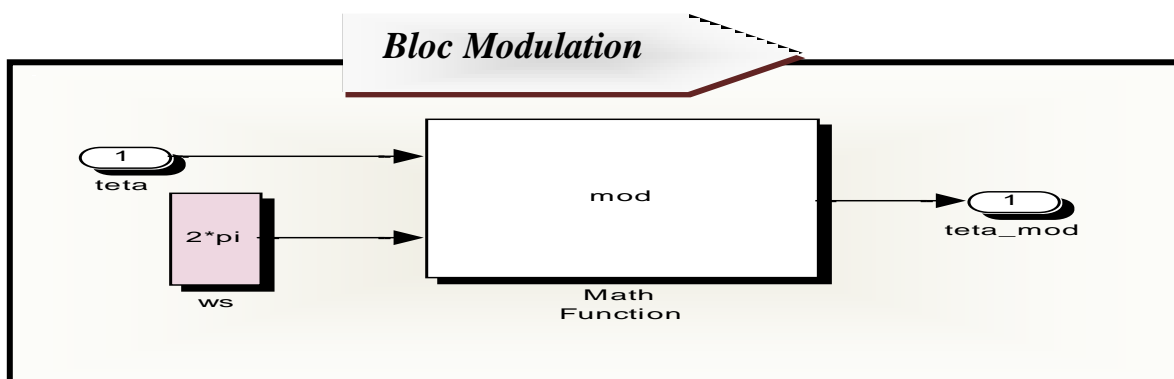 Bloc Modulation
1
teta
2*pi
ws
mod
Math
Function
1
teta_mod